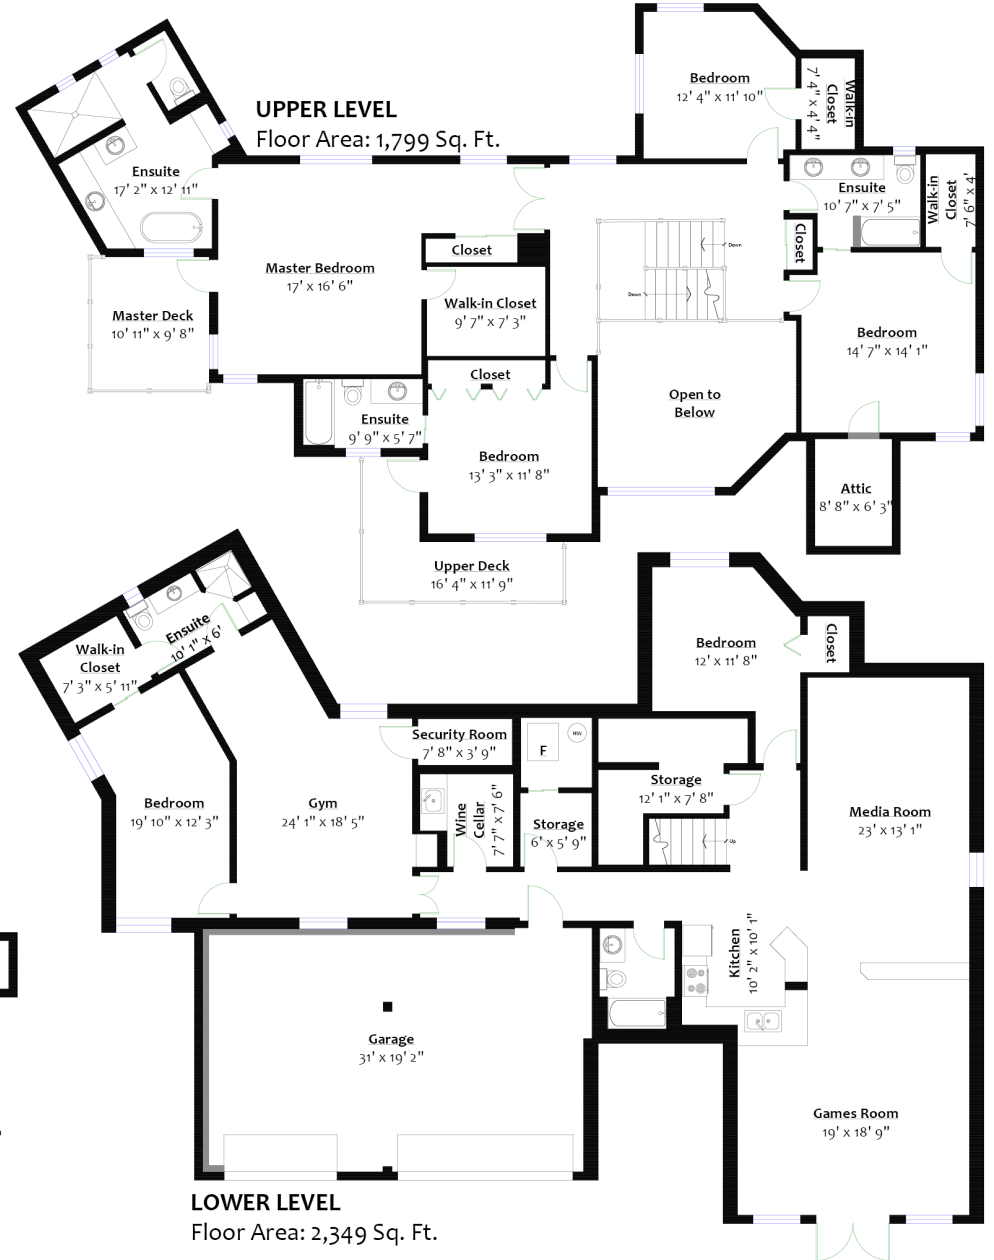 UPPER LEVEL
Floor Area: 1,799 Sq. Ft.
Bedroom
12' 4" x 11' 10"
Walk-in
Closet
7' 4" x 4' 4"
Ensuite
17' 2" x 12' 11"
Ensuite
10' 7" x 7' 5"
Walk-in
Closet
7' 6" x 4'
Closet
Closet
Down
Down
Master Bedroom
17' x 16' 6"
Walk-in Closet
9' 7" x 7' 3"
Master Deck
10' 11" x 9' 8"
Bedroom
14' 7" x 14' 1"
Closet
Open to
Below
Ensuite
9' 9" x 5' 7"
Bedroom
13' 3" x 11' 8"
Attic
8' 8" x 6' 3"
Upper Deck
16' 4" x 11' 9"
Ensuite
10' 1" x 6'
Walk-in
Closet
7' 3" x 5' 11"
Bedroom
12' x 11' 8"
Closet
Security Room
7' 8" x 3' 9"
F
HW
Storage
12' 1" x 7' 8"
Bedroom
19' 10" x 12' 3"
Gym
24' 1" x 18' 5"
Wine
Cellar
7' 7" x 7' 6"
Storage
6' x 5' 9"
Up
Media Room
23' x 13' 1"
Kitchen
10' 2" x 10' 1"
Garage
31' x 19' 2"
Games Room
19' x 18' 9"
LOWER LEVEL
Floor Area: 2,349 Sq. Ft.